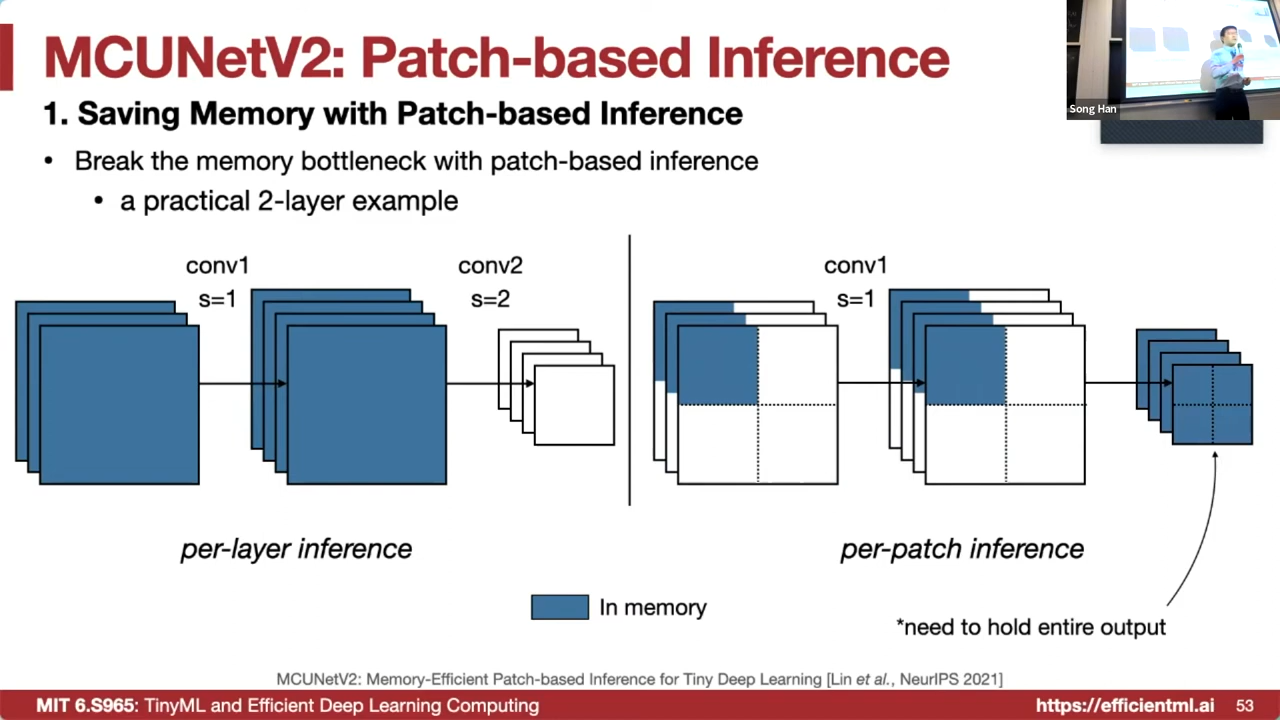 MCUNetV2: Patch-based Inference
Song Han
1. Saving Memory with Patch-based Inference
• Break the memory bottleneck with patch-based inference
• a practical 2-layer example
conv1
s=1
conv2
s=2
conv1
s=1
per-layer inference
per-patch inference
In memory
*need to hold entire output
MCUNetV2: Memory-Efficient Patch-based Inference for Tiny Deep Learning [Lin et al., NeurIPS 2021]
MIT 6.S965: TinyML and Efficient Deep Learning Computing
https://efficientml.ai
53